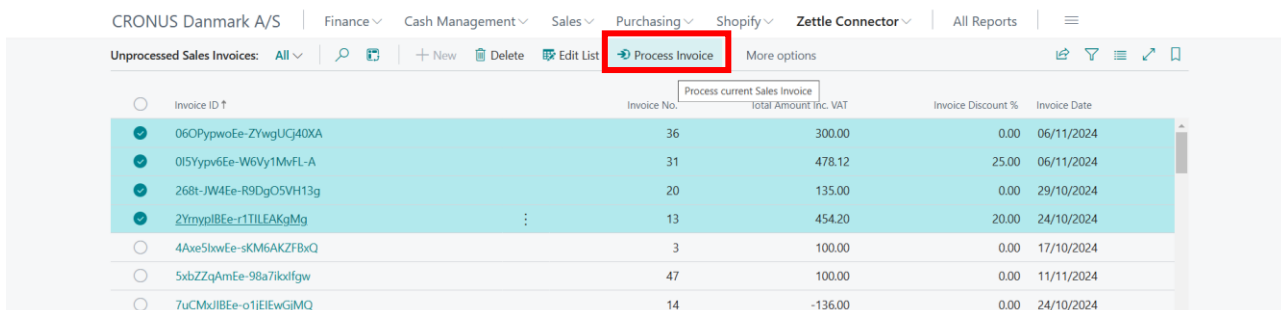 CRONUS Danmark A/S Finance Cash Management Sales Purchasing Shopify Zettle Connector All Reports
Unprocessed Sales Invoices: All New Delete Edit List Process Invoice More options
Process current Sales Invoice
Invoice ID ↑ Invoice No. Total Amount Inc. VAT Invoice Discount % Invoice Date
06OPypwoEe-ZYwgUCj40XA 36 300.00 0.00 06/11/2024
0I5Yypv6Ee-W6Vy1MvFL-A 31 478.12 25.00 06/11/2024
268t-JW4Ee-R9DgO5VH13g 20 135.00 0.00 29/10/2024
2YrnyplBEe-r1TILEAKgMg 13 454.20 20.00 24/10/2024
4Axe5lxwEe-sKM6AKZFBxQ 3 100.00 0.00 17/10/2024
5xbZZqAmEe-98a7ikxlfgw 47 100.00 0.00 11/11/2024
7uCMxJIBEe-o1jEIEwGjMQ 14 -136.00 0.00 24/10/2024